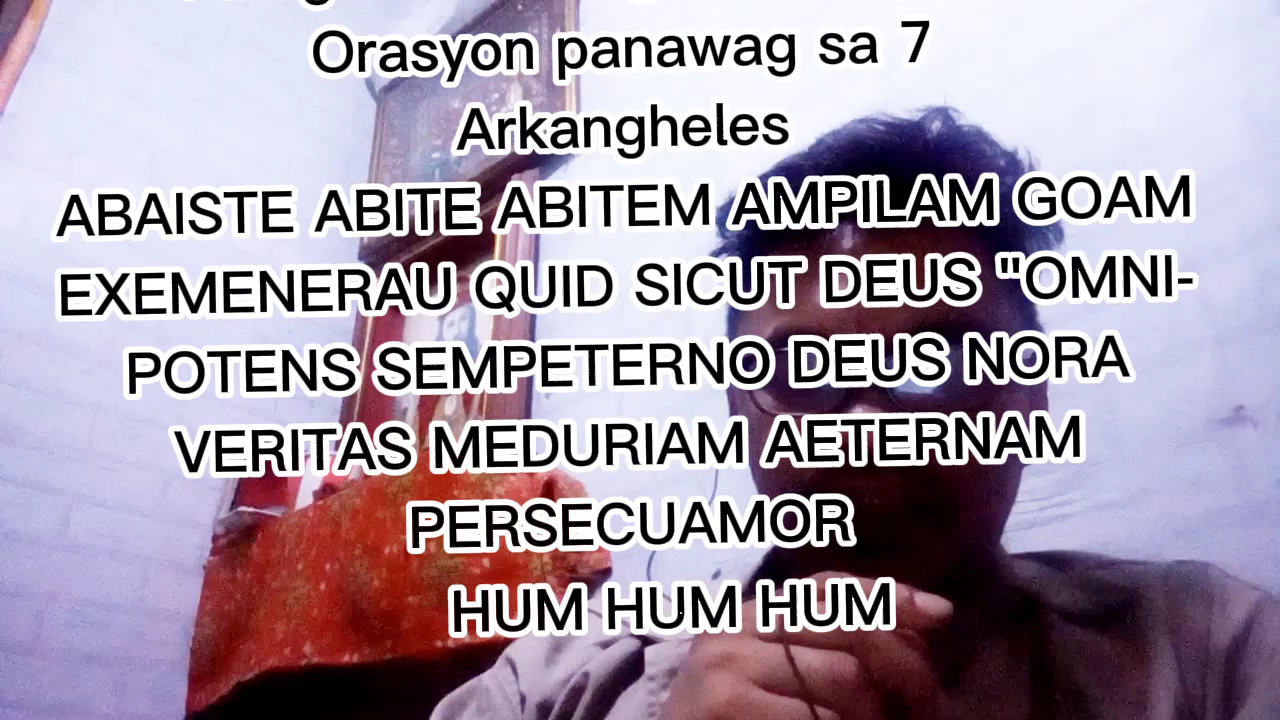 Orasyon panawag sa 7
Arkangheles
ABAISTE ABITE ABITEM AMPILAM GOAM
EXEMENERAU QUID SICUT DEUS "OMNI-
POTENS SEMPETERNO DEUS NORA
VERITAS MEDURIAM AETERNAM
PERSECUAMOR
HUM HUM HUM